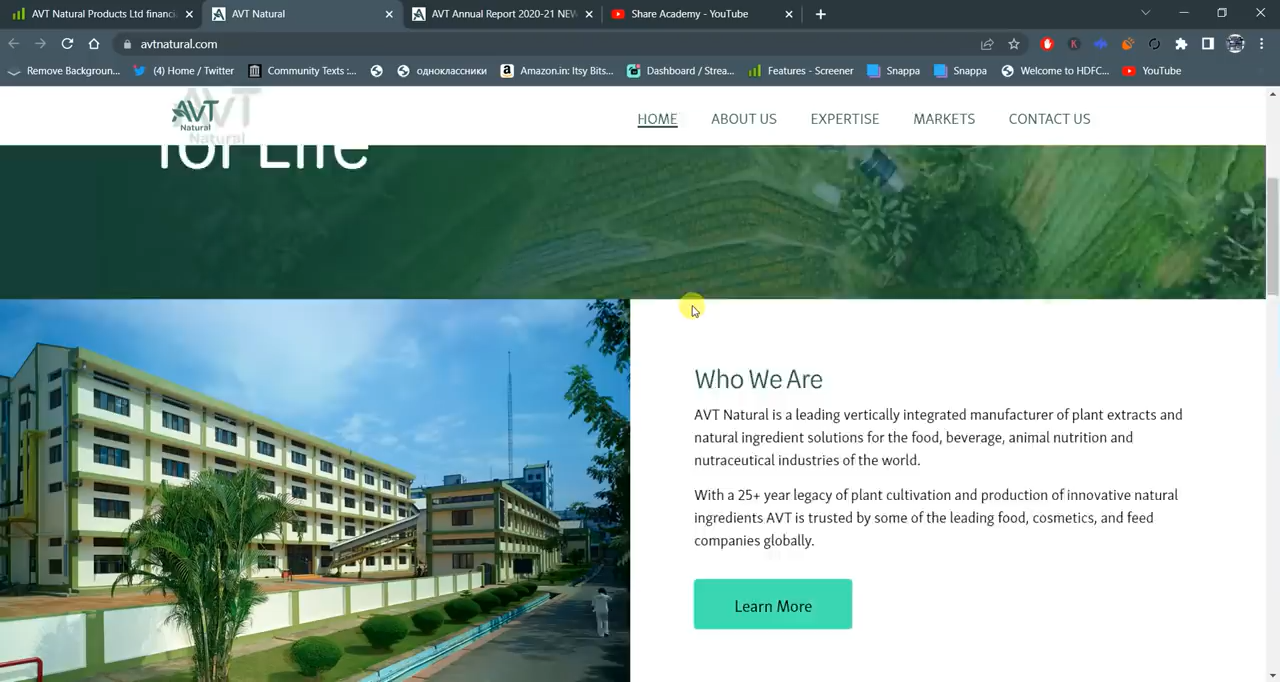 AVT Natural Products Ltd financi
AVT Natural
AVT Annual Report 2020-21 NEW
Share Academy - YouTube
avtnatural.com
Remove Backgroun...
(4) Home / Twitter
Community Texts :...
одноклассники
Amazon.in: Itsy Bits...
Dashboard / Strea...
Features - Screener
Snappa
Snappa
Welcome to HDFC...
YouTube
AVT
Natural
HOME
ABOUT US
EXPERTISE
MARKETS
CONTACT US
for Life
Who We Are
AVT Natural is a leading vertically integrated manufacturer of plant extracts and
natural ingredient solutions for the food, beverage, animal nutrition and
nutraceutical industries of the world.
With a 25+ year legacy of plant cultivation and production of innovative natural
ingredients AVT is trusted by some of the leading food, cosmetics, and feed
companies globally.
Learn More